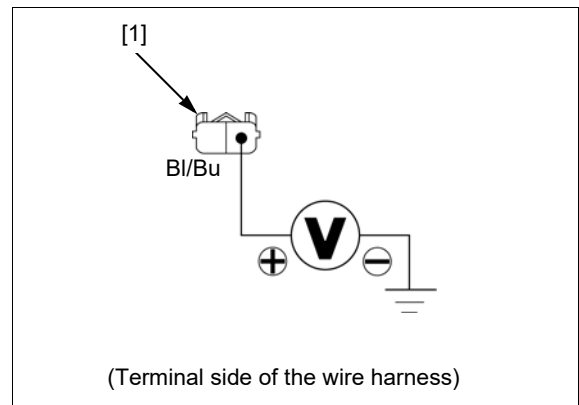 [1]
Bl/Bu
V
+ −
(Terminal side of the wire harness)